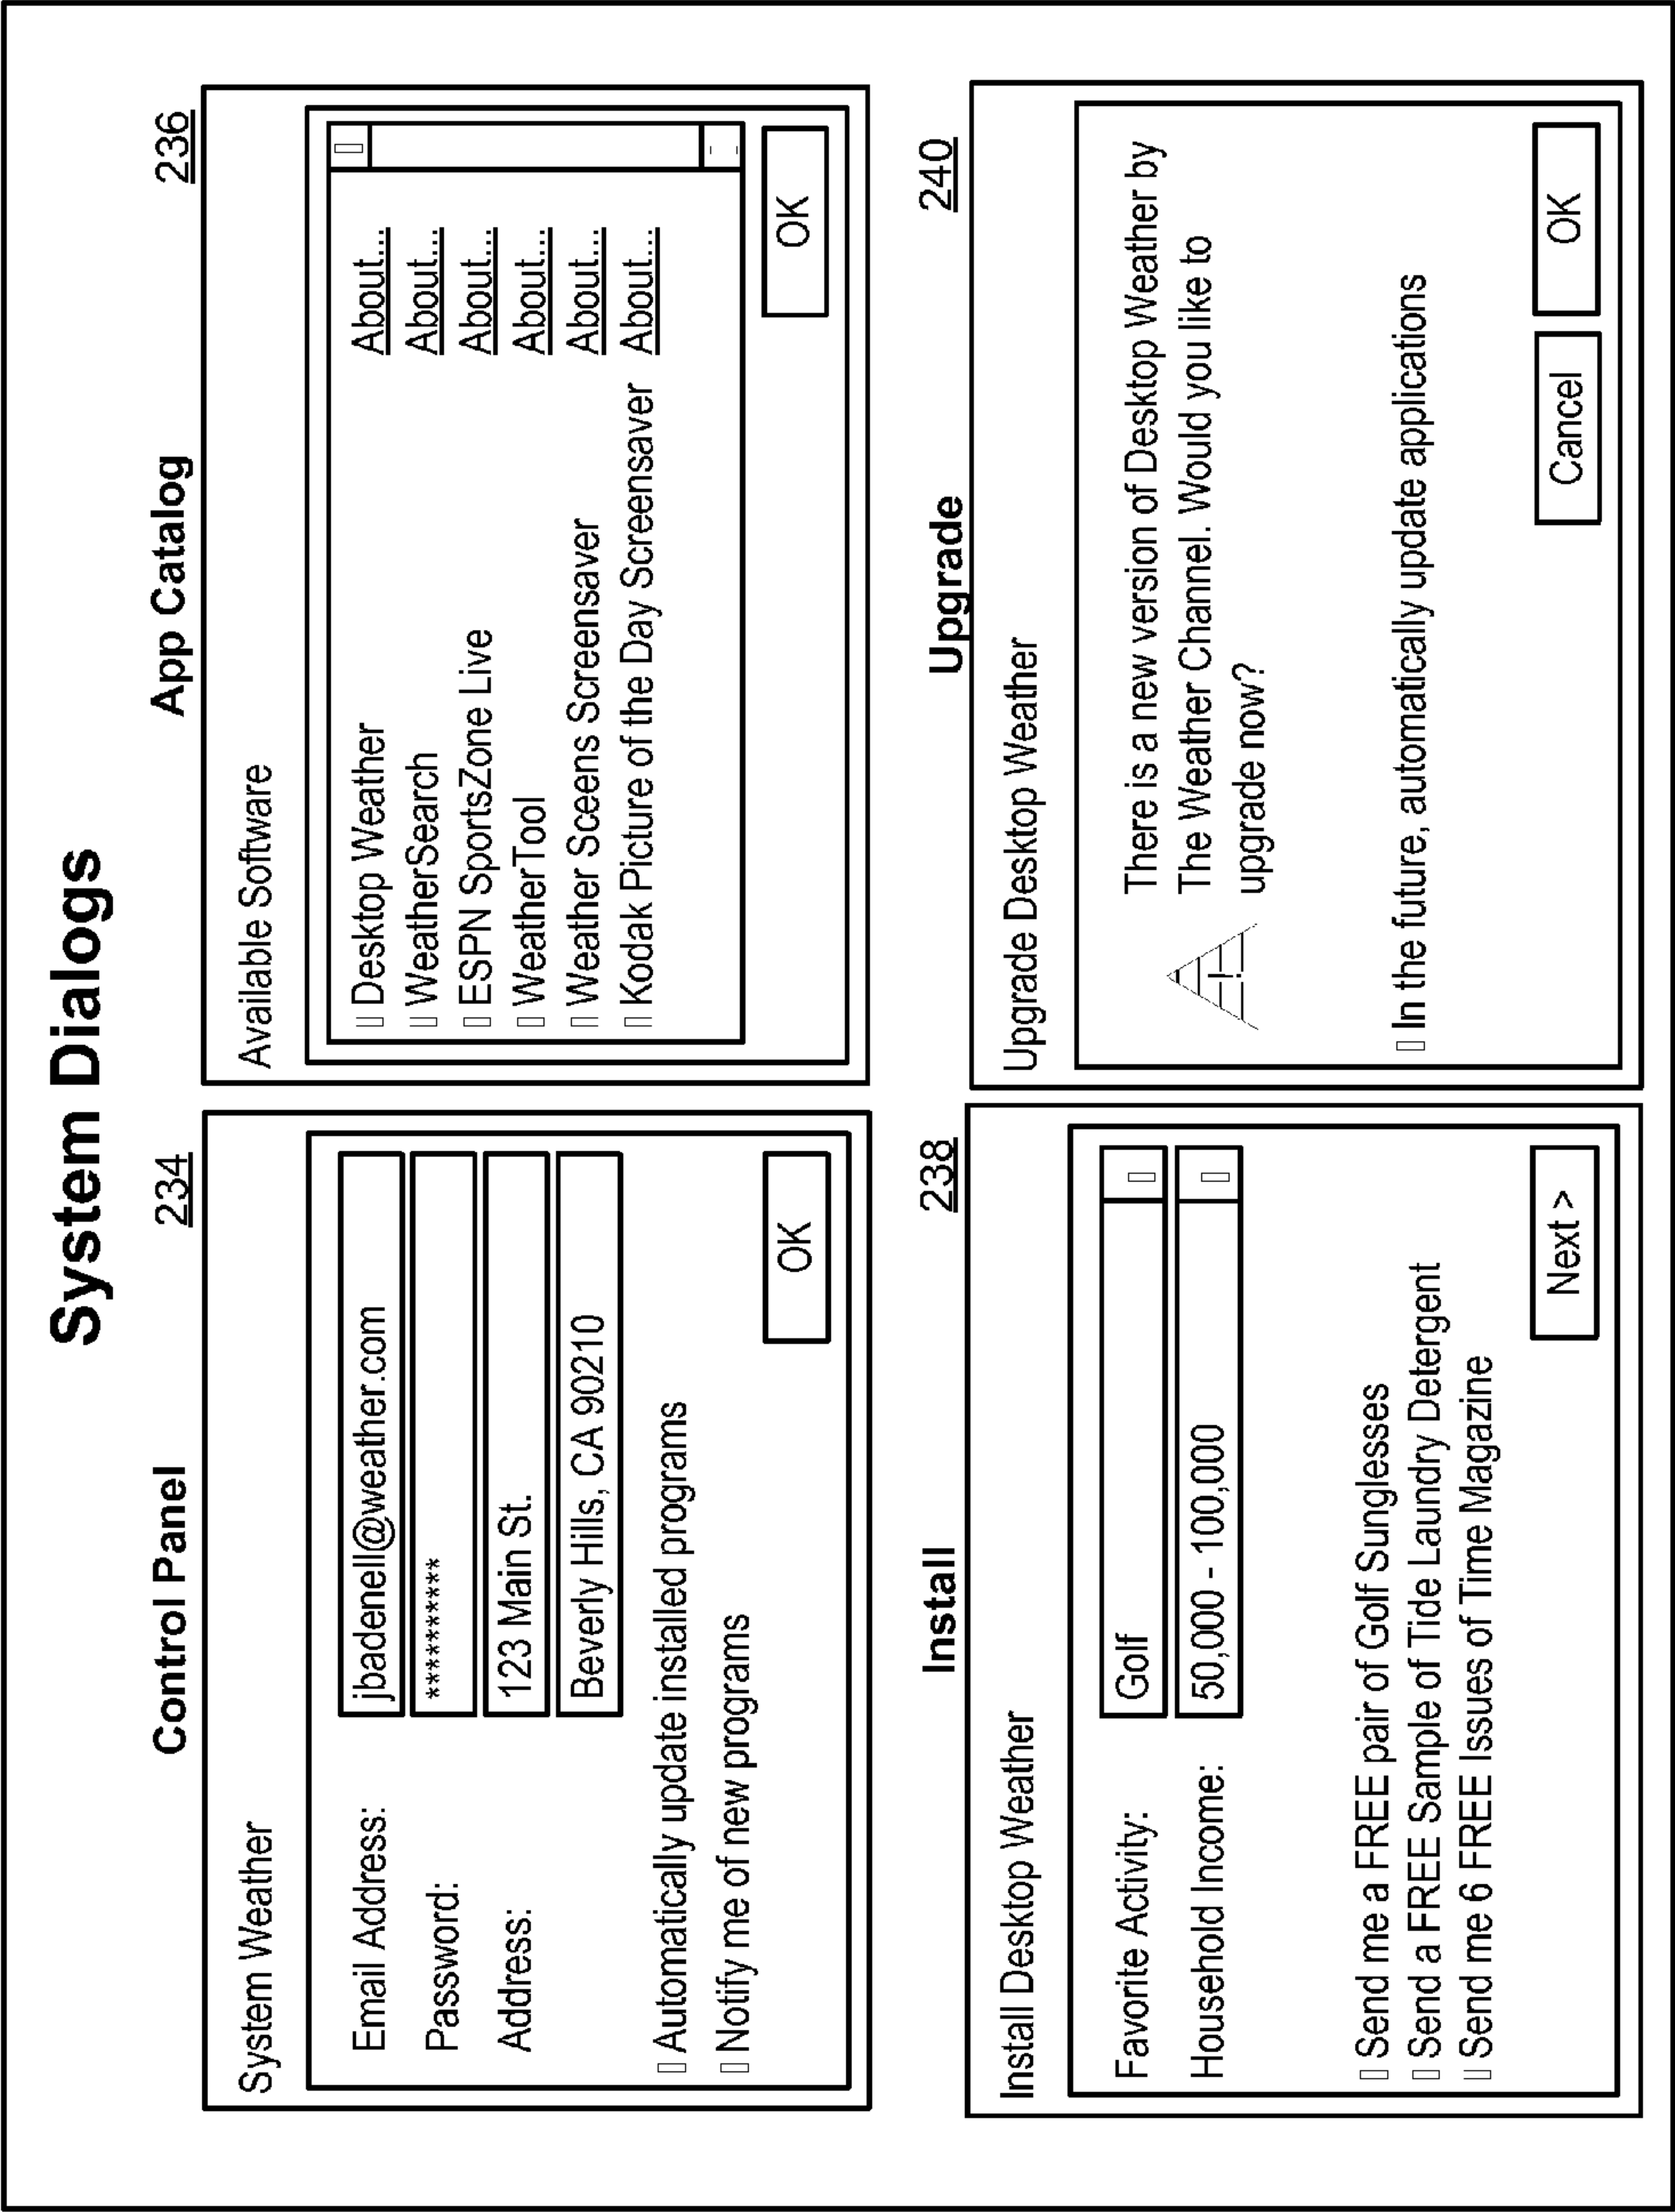 System Dialogs
Control Panel
234
System Weather
Email Address:
jbadenell@weather.com
Password:
**********
Address:
123 Main St.
Beverly Hills, CA 90210
Automatically update installed programs
Notify me of new programs
OK
App Catalog
236
Available Software
Desktop Weather About...
WeatherSearch About...
ESPN SportsZone Live About...
WeatherTool About...
Weather Sceens Screensaver About...
Kodak Picture of the Day Screensaver About...
OK
Install
238
Install Desktop Weather
Favorite Activity:
Golf
Household Income:
50,000 - 100,000
Send me a FREE pair of Golf Sunglesses
Send a FREE Sample of Tide Laundry Detergent
Send me 6 FREE Issues of Time Magazine
Next >
Upgrade
240
Upgrade Desktop Weather
!
There is a new version of Desktop Weather by
The Weather Channel. Would you like to
upgrade now?
In the future, automatically update applications
Cancel
OK